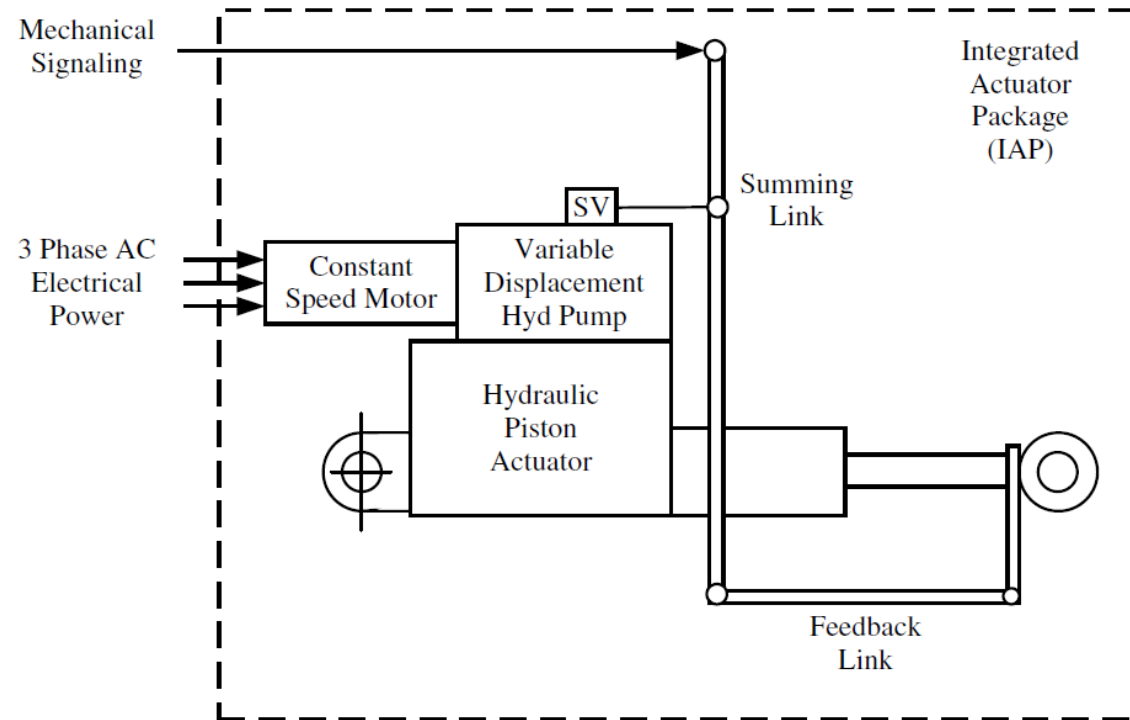 Mechanical
Signaling
Integrated
Actuator
Package
(IAP)
Summing
Link
SV
3 Phase AC
Electrical
Power
Constant
Speed Motor
Variable
Displacement
Hyd Pump
Hydraulic
Piston
Actuator
Feedback
Link